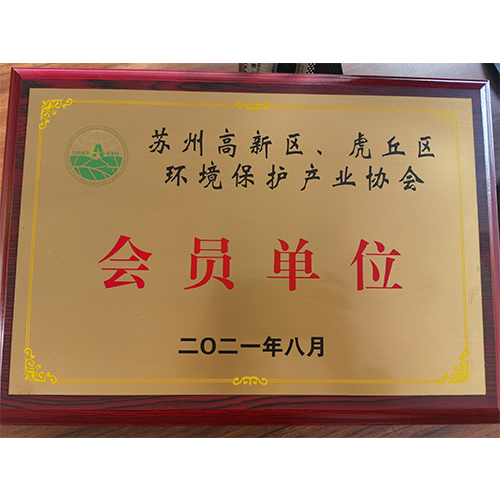 苏州高新区、虎丘区
环境保护产业协会
会员单位
二〇二一年八月